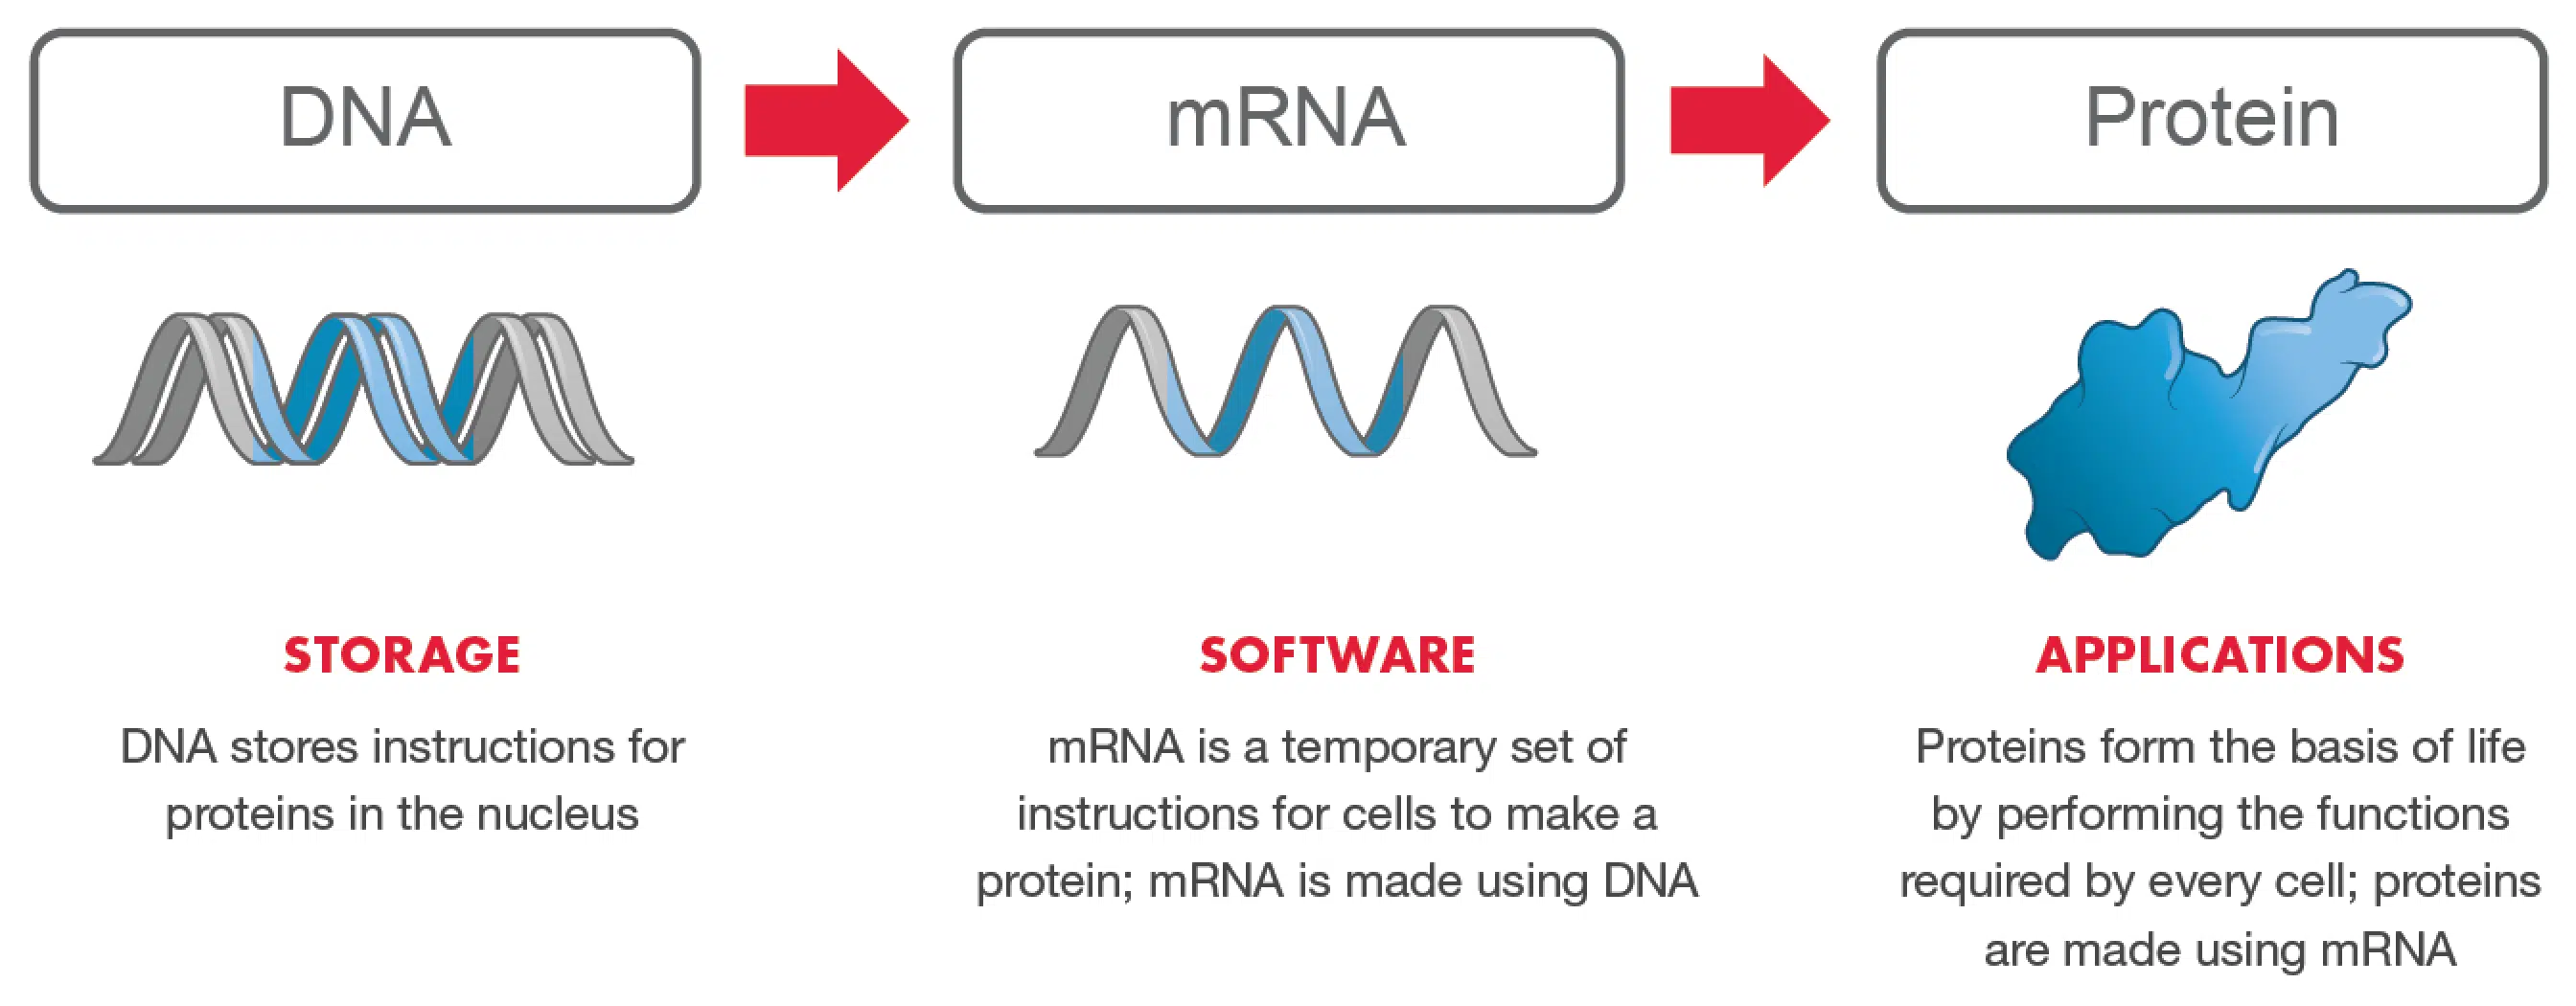 DNA
mRNA
Protein
STORAGE
DNA stores instructions for
proteins in the nucleus
SOFTWARE
mRNA is a temporary set of
instructions for cells to make a
protein; mRNA is made using DNA
APPLICATIONS
Proteins form the basis of life
by performing the functions
required by every cell; proteins
are made using mRNA